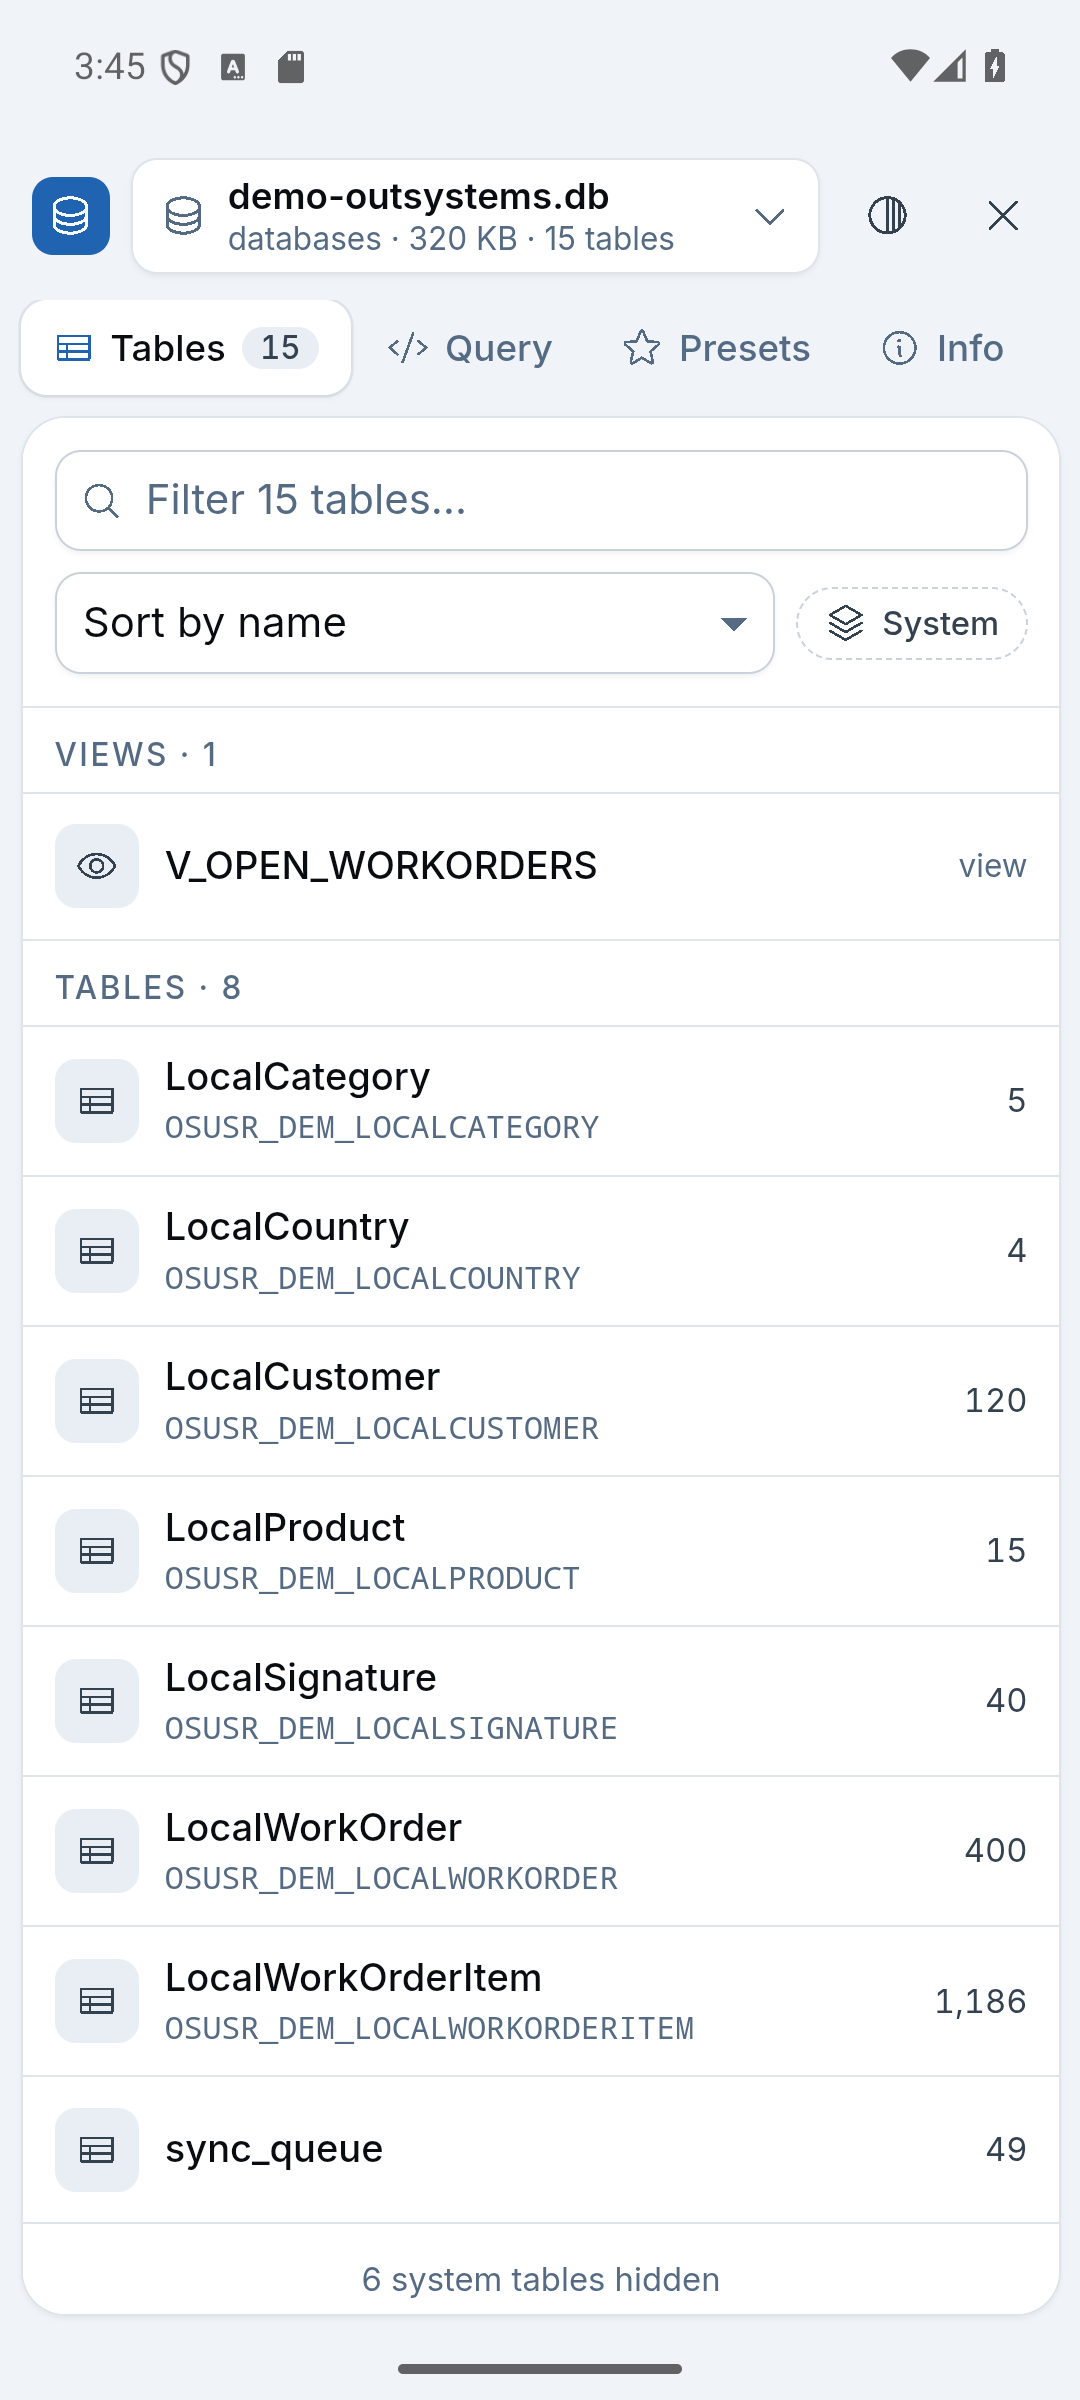 3:45
demo-outsystems.db
databases · 320 KB · 15 tables
Tables 15
Query
Presets
Info
Filter 15 tables...
Sort by name
System
VIEWS · 1
V_OPEN_WORKORDERS
view
TABLES · 8
LocalCategory
OSUSR_DEM_LOCALCATEGORY
5
LocalCountry
OSUSR_DEM_LOCALCOUNTRY
4
LocalCustomer
OSUSR_DEM_LOCALCUSTOMER
120
LocalProduct
OSUSR_DEM_LOCALPRODUCT
15
LocalSignature
OSUSR_DEM_LOCALSIGNATURE
40
LocalWorkOrder
OSUSR_DEM_LOCALWORKORDER
400
LocalWorkOrderItem
OSUSR_DEM_LOCALWORKORDERITEM
1,186
sync_queue
49
6 system tables hidden